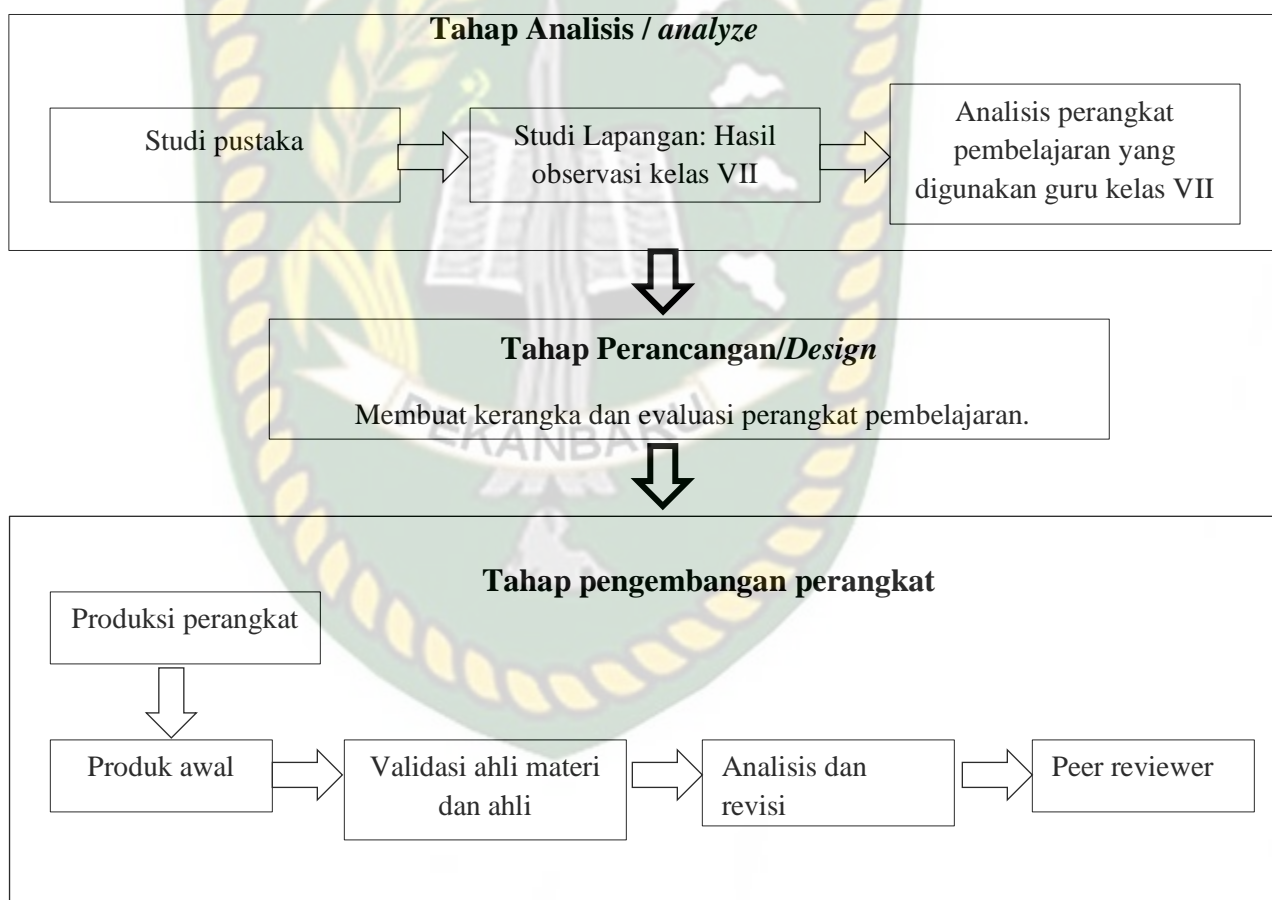 Tahap Analisis / analyze
Studi pustaka
Studi Lapangan: Hasil
observasi kelas VII
Analisis perangkat
pembelajaran yang
digunakan guru kelas VII
Tahap Perancangan/Design
Membuat kerangka dan evaluasi perangkat pembelajaran.
PEKANBARU
Tahap pengembangan perangkat
Produksi perangkat
Produk awal
Validasi ahli materi
dan ahli
Analisis dan
revisi
Peer reviewer